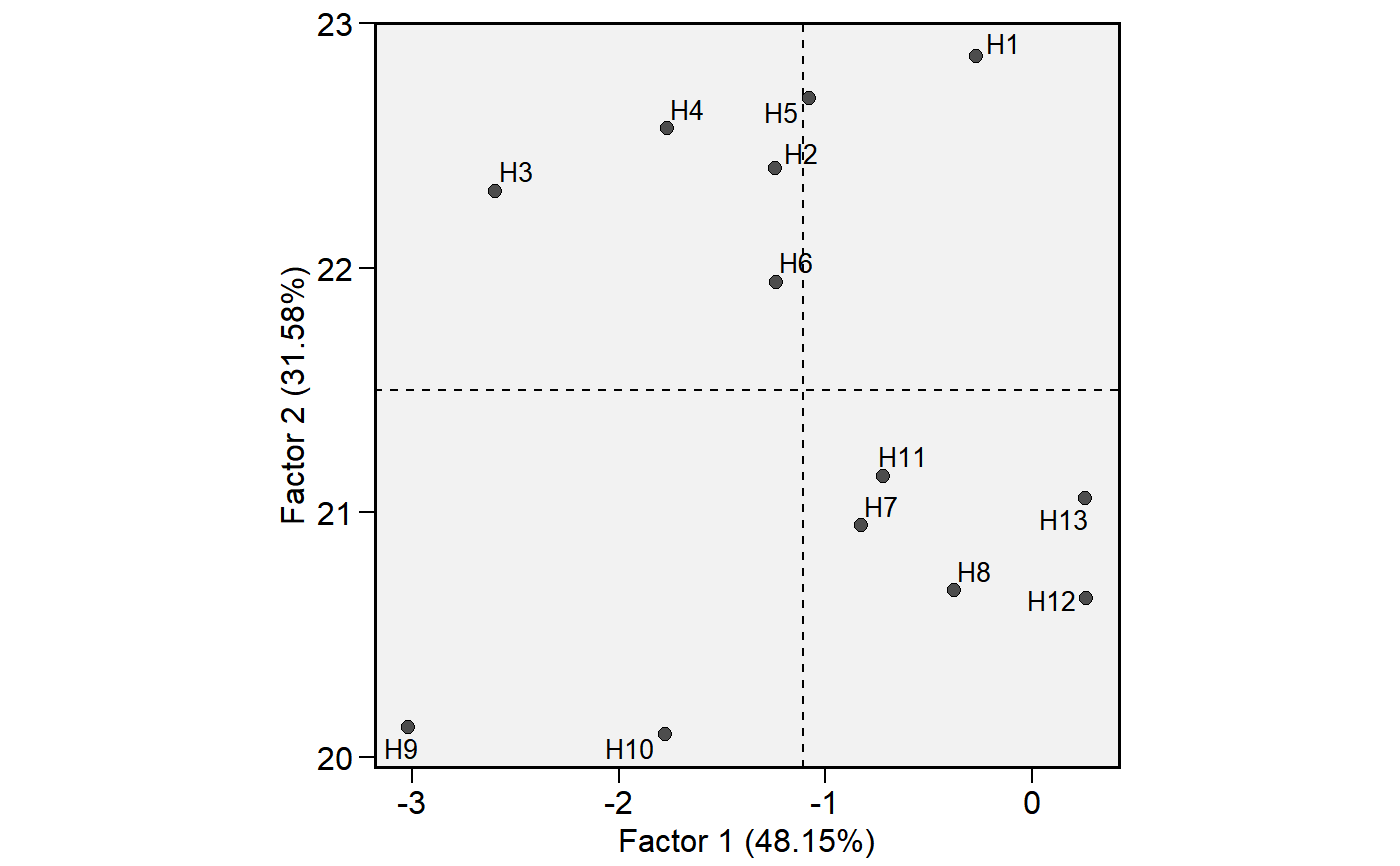 23
H1
H4
H5
H2
H3
H6
22
Factor 2 (31.58%)
H11
H7
21
H13
H8
H12
H9
H10
20
-3
-2
-1
0
Factor 1 (48.15%)